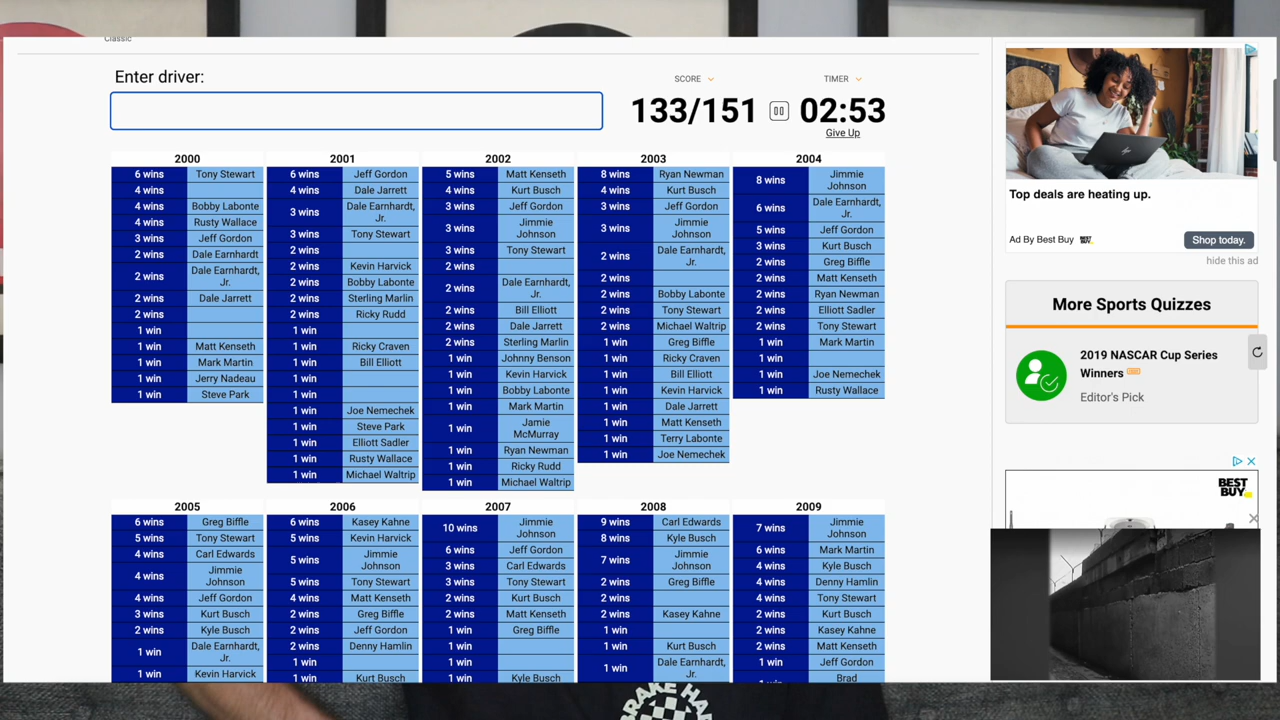 Classic
Enter driver:
SCORE
TIMER
133/151
02:53
Give Up
2000
6 wins Tony Stewart
4 wins
4 wins Bobby Labonte
4 wins Rusty Wallace
3 wins Jeff Gordon
2 wins Dale Earnhardt
2 wins Dale Earnhardt,
Jr.
2 wins Dale Jarrett
2 wins
1 win
1 win Matt Kenseth
1 win Mark Martin
1 win Jerry Nadeau
1 win Steve Park
2001
6 wins Jeff Gordon
4 wins Dale Jarrett
3 wins Dale Earnhardt,
Jr.
3 wins Tony Stewart
2 wins
2 wins Kevin Harvick
2 wins Bobby Labonte
2 wins Sterling Marlin
2 wins Ricky Rudd
1 win
1 win Ricky Craven
1 win Bill Elliott
1 win
1 win
1 win Joe Nemechek
1 win Steve Park
1 win Elliott Sadler
1 win Rusty Wallace
1 win Michael Waltrip
2002
5 wins Matt Kenseth
4 wins Kurt Busch
3 wins Jeff Gordon
3 wins Jimmie
Johnson
3 wins Tony Stewart
2 wins
2 wins Dale Earnhardt,
Jr.
2 wins Bill Elliott
2 wins Dale Jarrett
2 wins Sterling Marlin
1 win Johnny Benson
1 win Kevin Harvick
1 win Bobby Labonte
1 win Mark Martin
1 win Jamie
McMurray
1 win Ryan Newman
1 win Ricky Rudd
1 win Michael Waltrip
2003
8 wins Ryan Newman
4 wins Kurt Busch
3 wins Jeff Gordon
3 wins Jimmie
Johnson
2 wins Dale Earnhardt,
Jr.
2 wins
2 wins Bobby Labonte
2 wins Tony Stewart
2 wins Michael Waltrip
1 win Greg Biffle
1 win Ricky Craven
1 win Bill Elliott
1 win Kevin Harvick
1 win Dale Jarrett
1 win Matt Kenseth
1 win Terry Labonte
1 win Joe Nemechek
2004
8 wins Jimmie
Johnson
6 wins Dale Earnhardt,
Jr.
5 wins Jeff Gordon
3 wins Kurt Busch
2 wins Greg Biffle
2 wins Matt Kenseth
2 wins Ryan Newman
2 wins Elliott Sadler
2 wins Tony Stewart
1 win Mark Martin
1 win
1 win Joe Nemechek
1 win Rusty Wallace
2005
6 wins Greg Biffle
5 wins Tony Stewart
4 wins Carl Edwards
4 wins Jimmie
Johnson
4 wins Jeff Gordon
3 wins Kurt Busch
2 wins Kyle Busch
1 win Dale Earnhardt,
Jr.
1 win Kevin Harvick
2006
6 wins Kasey Kahne
5 wins Kevin Harvick
5 wins Jimmie
Johnson
5 wins Tony Stewart
4 wins Matt Kenseth
2 wins Greg Biffle
2 wins Jeff Gordon
2 wins Denny Hamlin
1 win
1 win Kurt Busch
2007
10 wins Jimmie
Johnson
6 wins Jeff Gordon
3 wins Carl Edwards
3 wins Tony Stewart
2 wins Kurt Busch
2 wins Matt Kenseth
1 win Greg Biffle
1 win
1 win
1 win Kyle Busch
2008
9 wins Carl Edwards
8 wins Kyle Busch
7 wins Jimmie
Johnson
2 wins Greg Biffle
2 wins
2 wins Kasey Kahne
1 win
1 win Kurt Busch
1 win Dale Earnhardt,
Jr.
2009
7 wins Jimmie
Johnson
6 wins Mark Martin
4 wins Kyle Busch
4 wins Denny Hamlin
4 wins Tony Stewart
2 wins Kurt Busch
2 wins Kasey Kahne
2 wins Matt Kenseth
1 win Jeff Gordon
1 win Brad
Top deals are heating up.
Ad By Best Buy
Shop today.
hide this ad
More Sports Quizzes
2019 NASCAR Cup Series
Winners
Editor's Pick
BEST
BUY
BRAKE HA